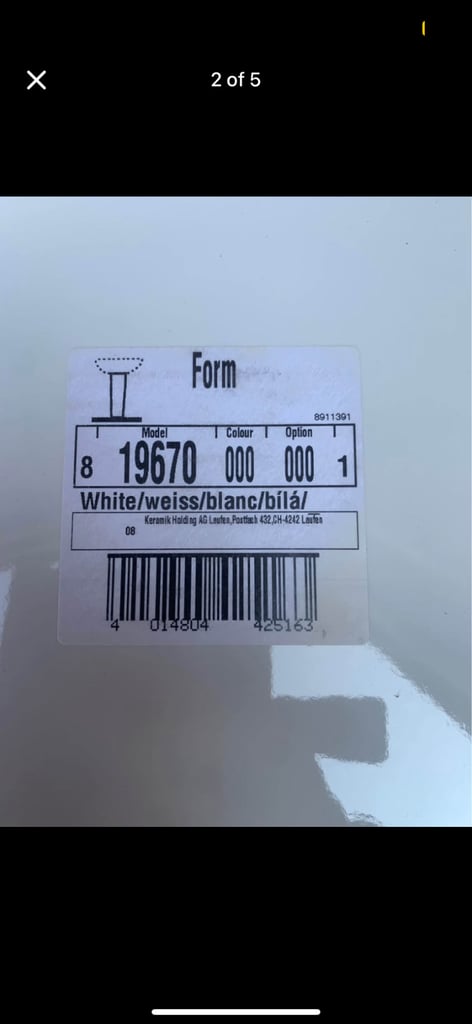 2 of 5
Form
8911391
Model Colour Option
8 19670 000 000 1
White/weiss/blanc/bílá/
Keramik Holding AG Laufen,Postfach 432,CH-4242 Laufen
08
4 014804 425163